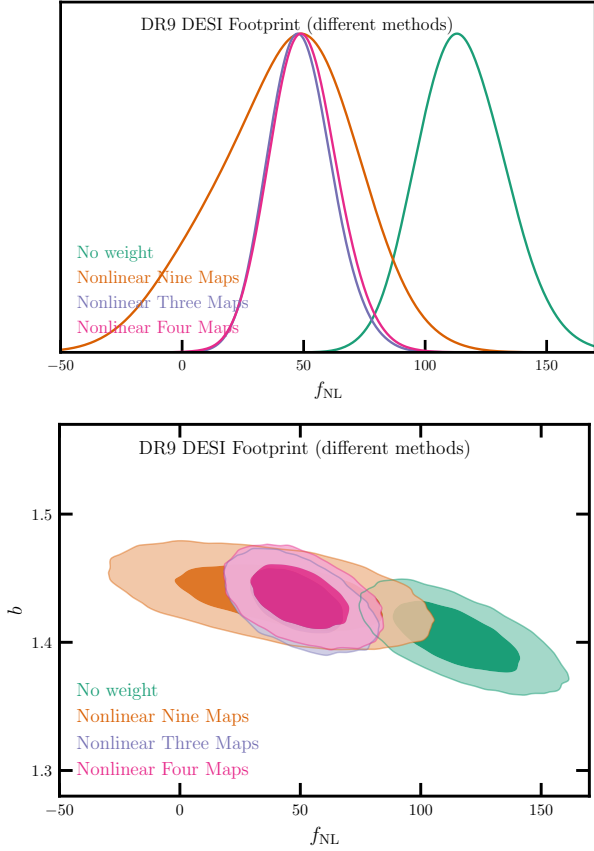 DR9 DESI Footprint (different methods)
No weight
Nonlinear Nine Maps
Nonlinear Three Maps
Nonlinear Four Maps
−50 0 50 100 150
f_NL
DR9 DESI Footprint (different methods)
1.5
1.4
1.3
b
No weight
Nonlinear Nine Maps
Nonlinear Three Maps
Nonlinear Four Maps
−50 0 50 100 150
f_NL